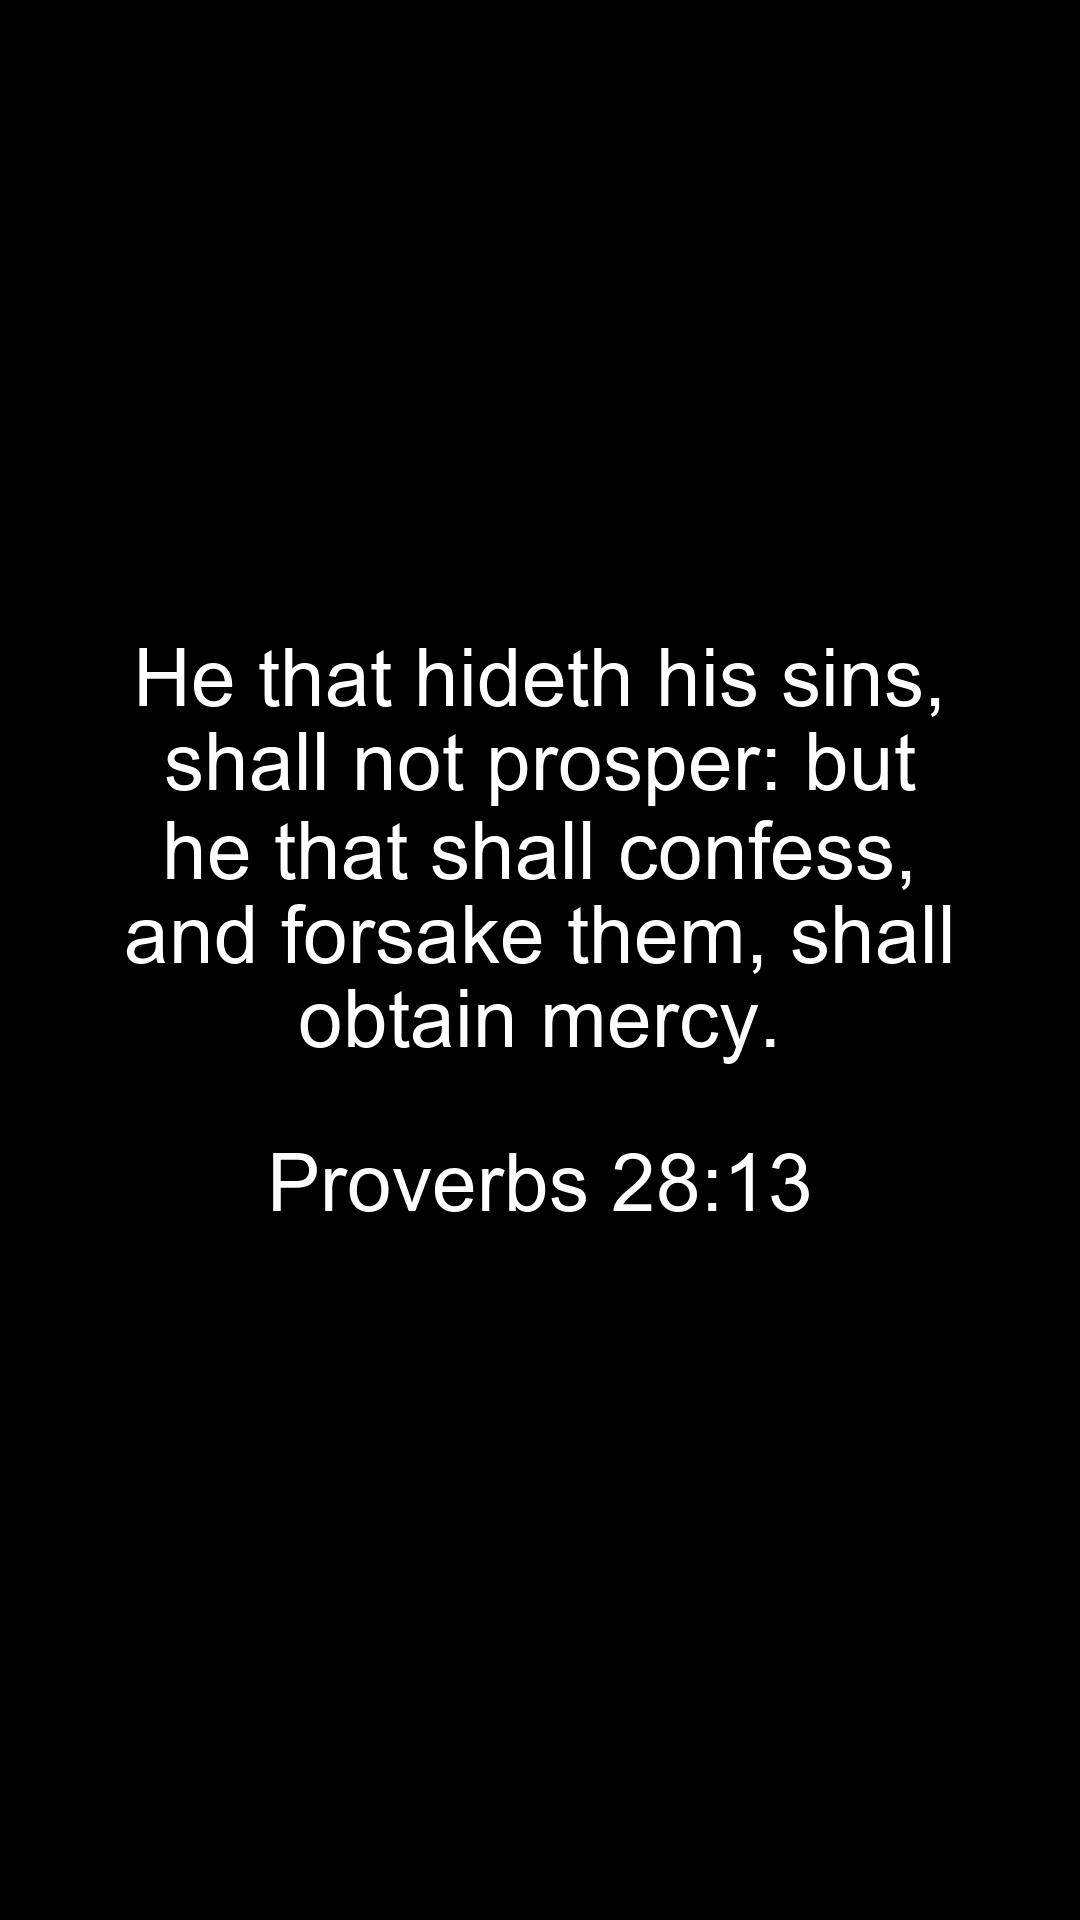 He that hideth his sins,
shall not prosper: but
he that shall confess,
and forsake them, shall
obtain mercy.
Proverbs 28:13